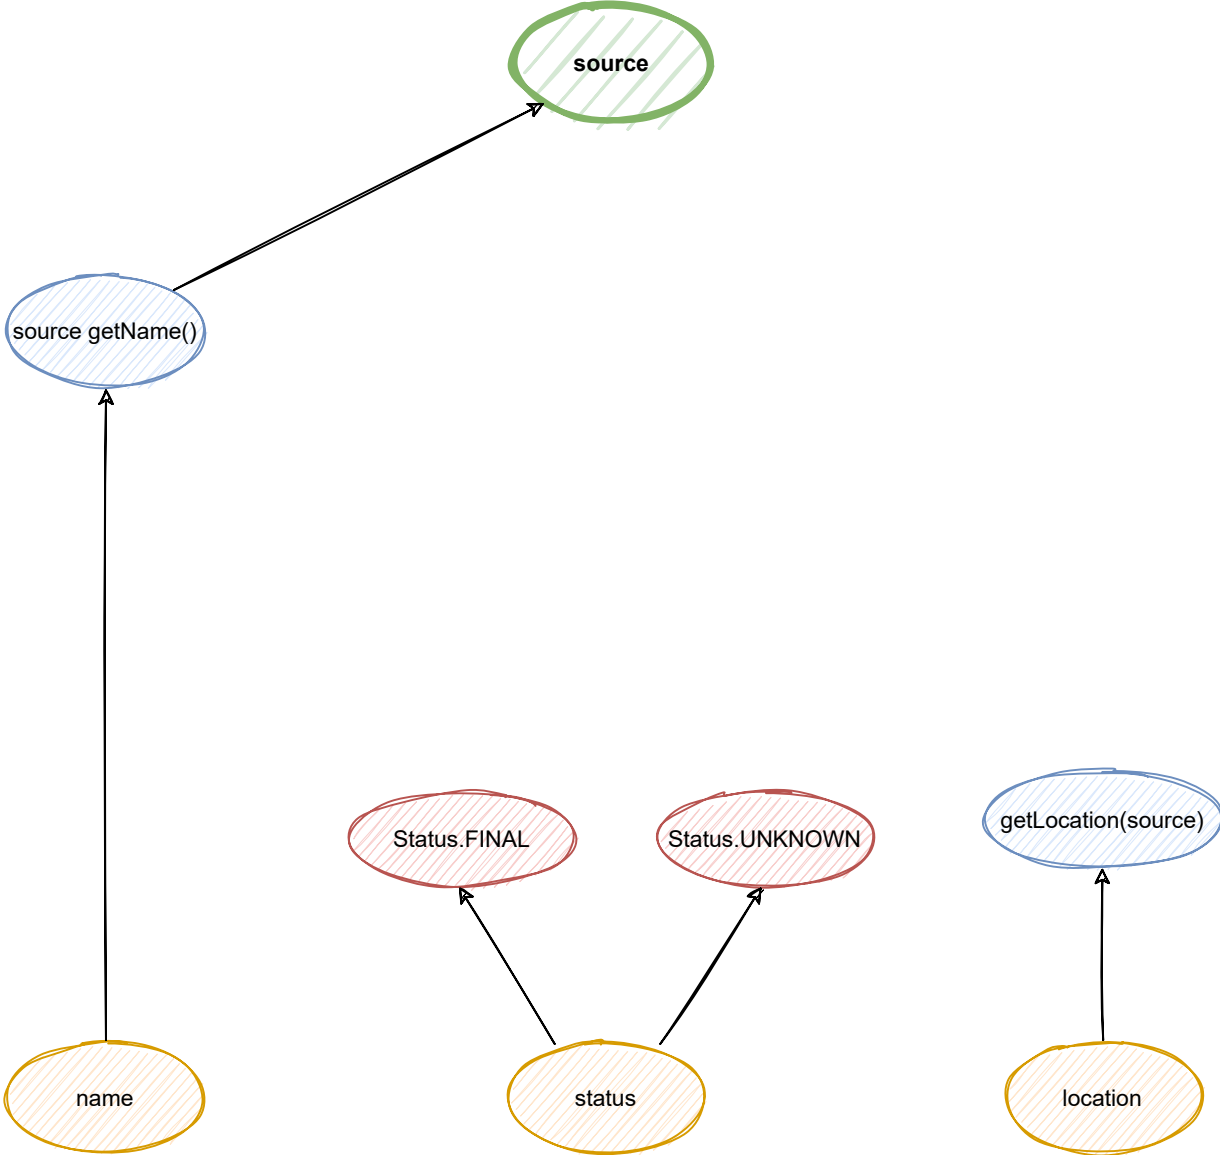 source
source getName()
Status.FINAL
Status.UNKNOWN
getLocation(source)
name
status
location